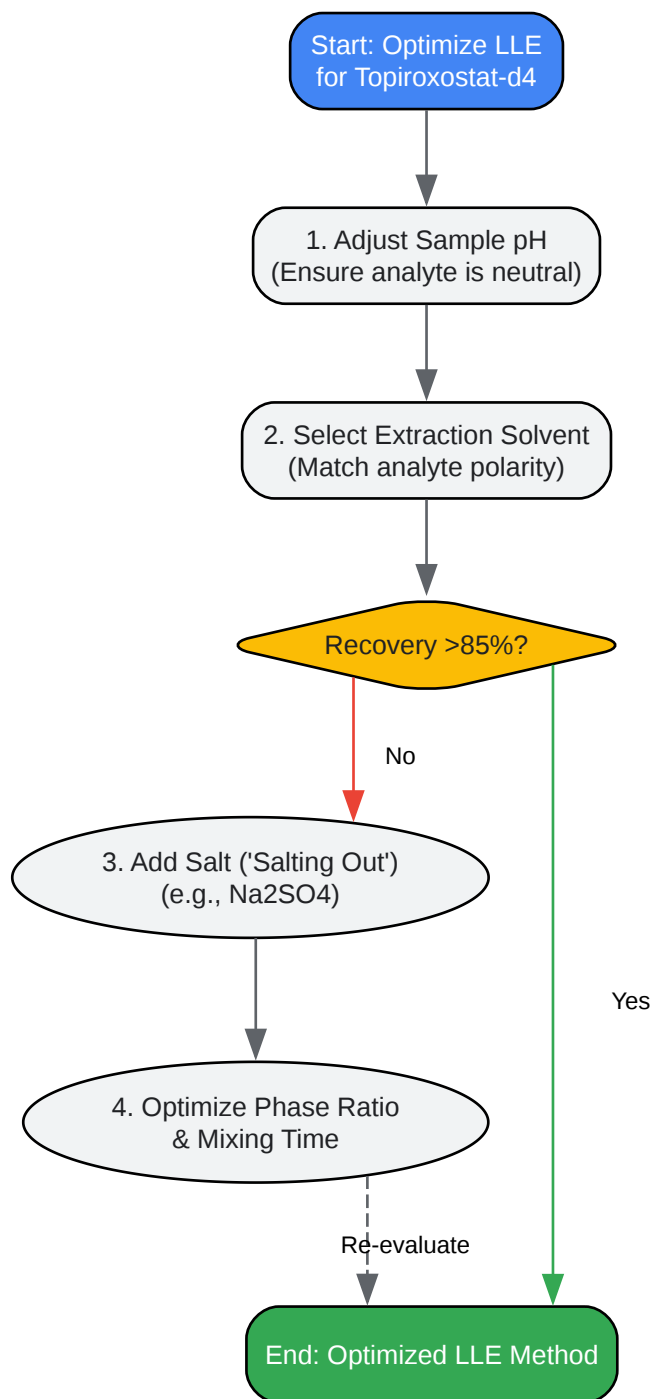 Start: Optimize LLE
for Topiroxostat-d4
1. Adjust Sample pH
(Ensure analyte is neutral)
2. Select Extraction Solvent
(Match analyte polarity)
Recovery >85%?
No
3. Add Salt ('Salting Out')
(e.g., Na2SO4)
Yes
4. Optimize Phase Ratio
& Mixing Time
Re-evaluate
End: Optimized LLE Method